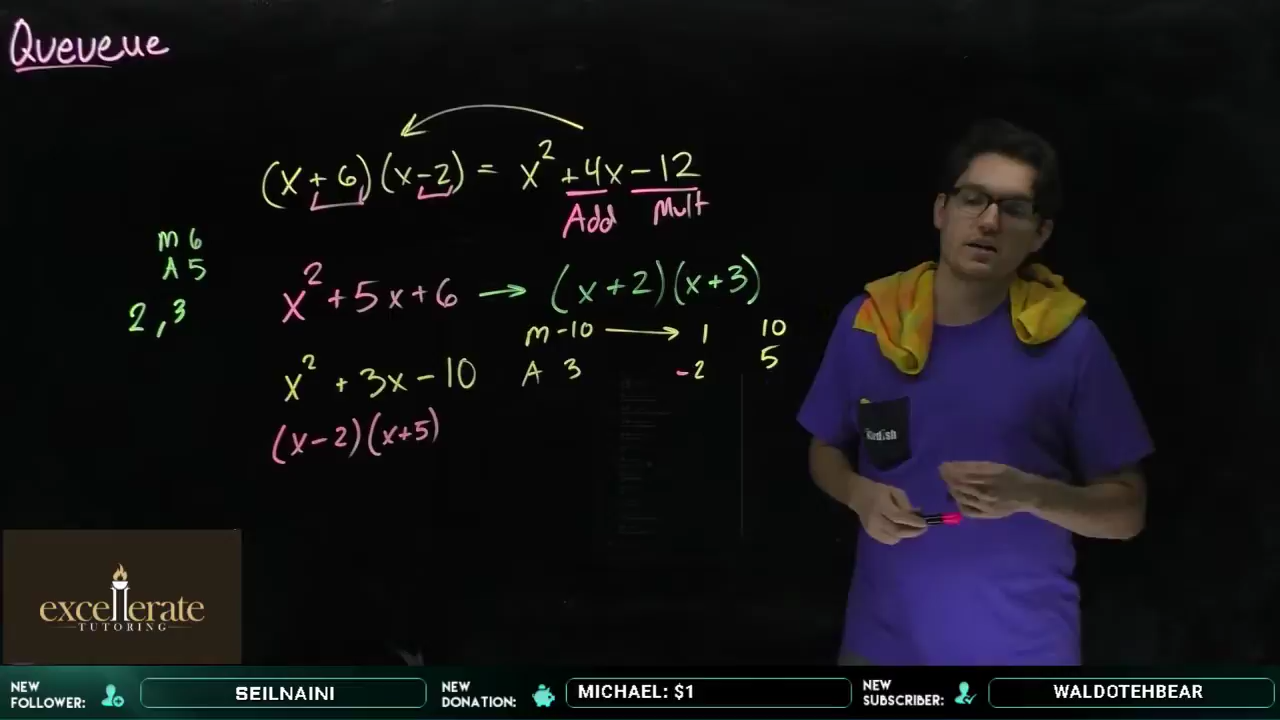 Queueue
(x + 6)(x - 2) = x² + 4x - 12
Add Mult
M 6
A 5
2, 3
x² + 5x + 6 → (x + 2)(x + 3)
M -10 → 1 10
x² + 3x - 10 A 3 -2 5
(x - 2)(x + 5)
excellerate
TUTORING
NEW FOLLOWER: SEILNAINI NEW DONATION: MICHAEL: $1 NEW SUBSCRIBER: WALDOTEHBEAR